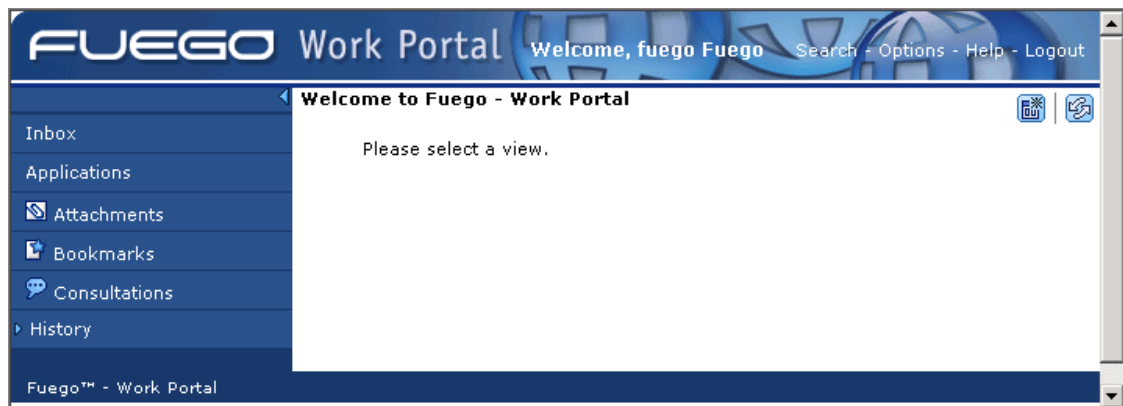 FUEGO Work Portal Welcome, fuego Fuego Search - Options - Help - Logout
Welcome to Fuego - Work Portal
Please select a view.
Inbox
Applications
Attachments
Bookmarks
Consultations
History
Fuego™ - Work Portal